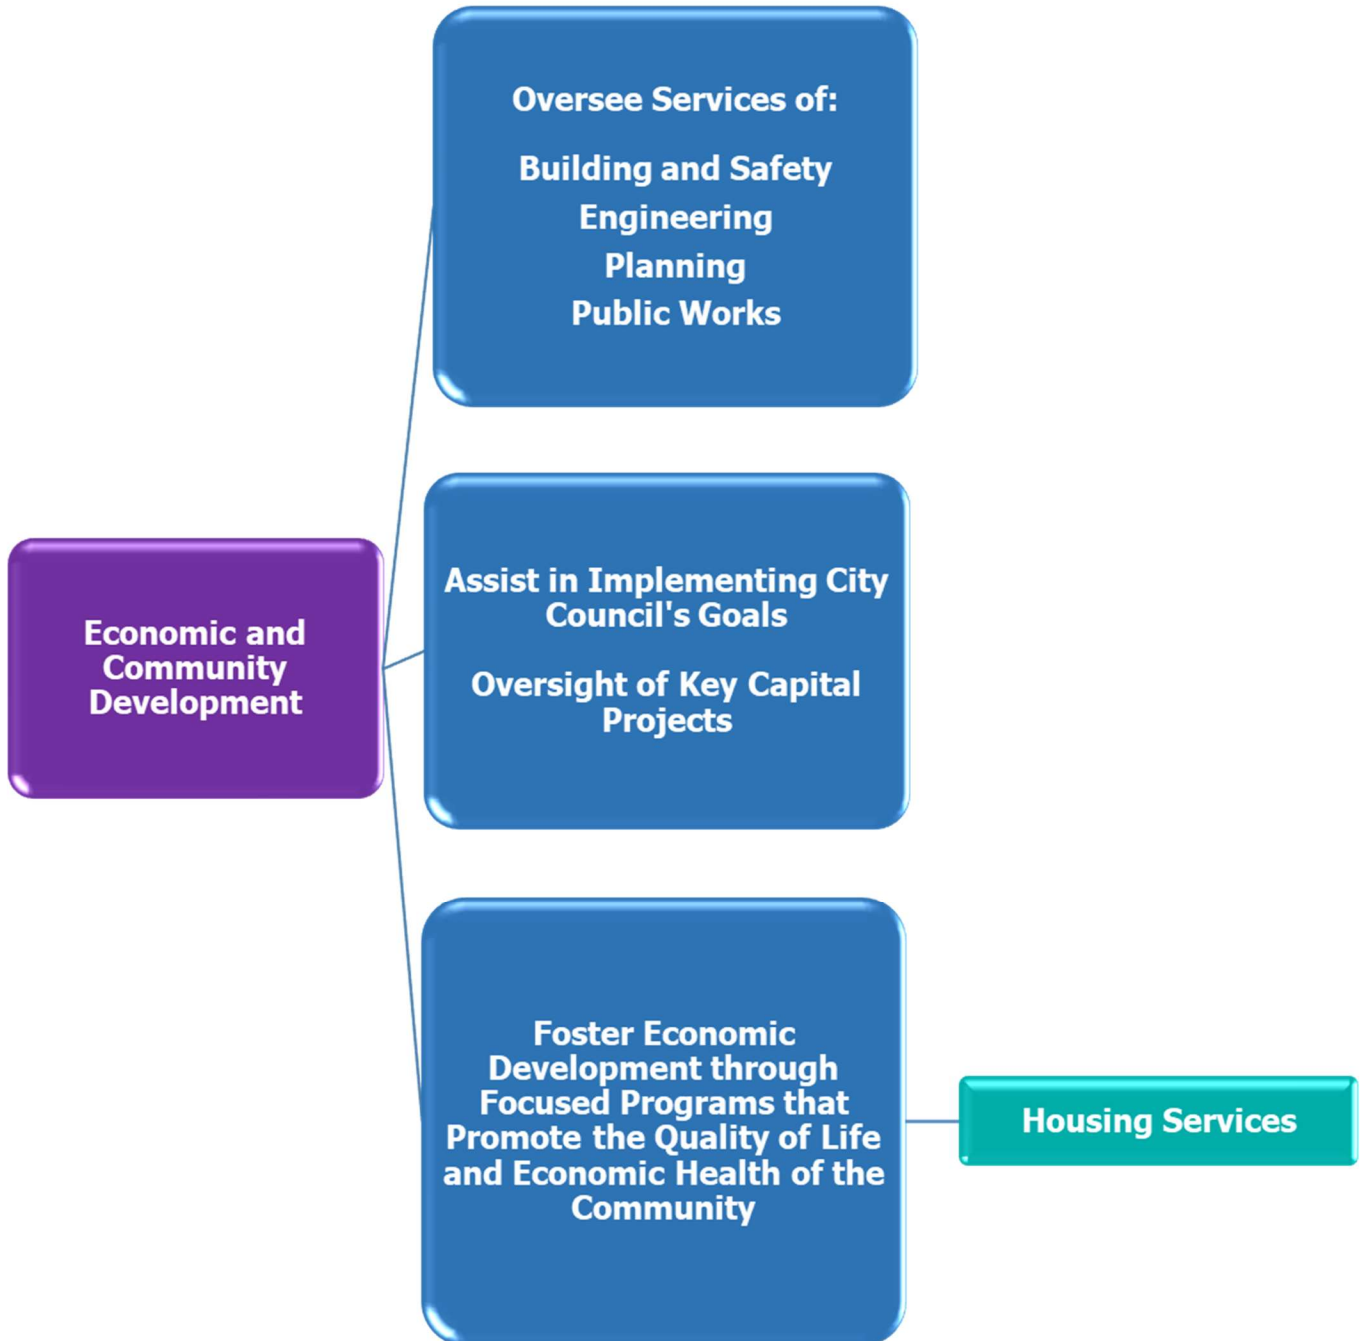 Oversee Services of:
Building and Safety
Engineering
Planning
Public Works
Economic and
Community
Development
Assist in Implementing City
Council's Goals
Oversight of Key Capital
Projects
Foster Economic
Development through
Focused Programs that
Promote the Quality of Life
and Economic Health of the
Community
Housing Services